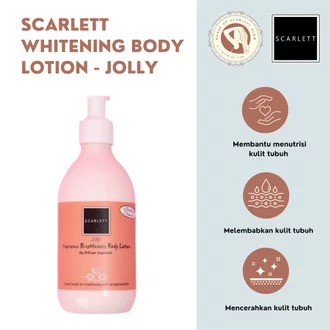 SCARLETT
WHITENING BODY
LOTION - JOLLY
SCARLETT
Membantu menutrisi
kulit tubuh
Melembabkan kulit tubuh
Mencerahkan kulit tubuh
SCARLETT
Jolly
Fragrance Brightening Body Lotion